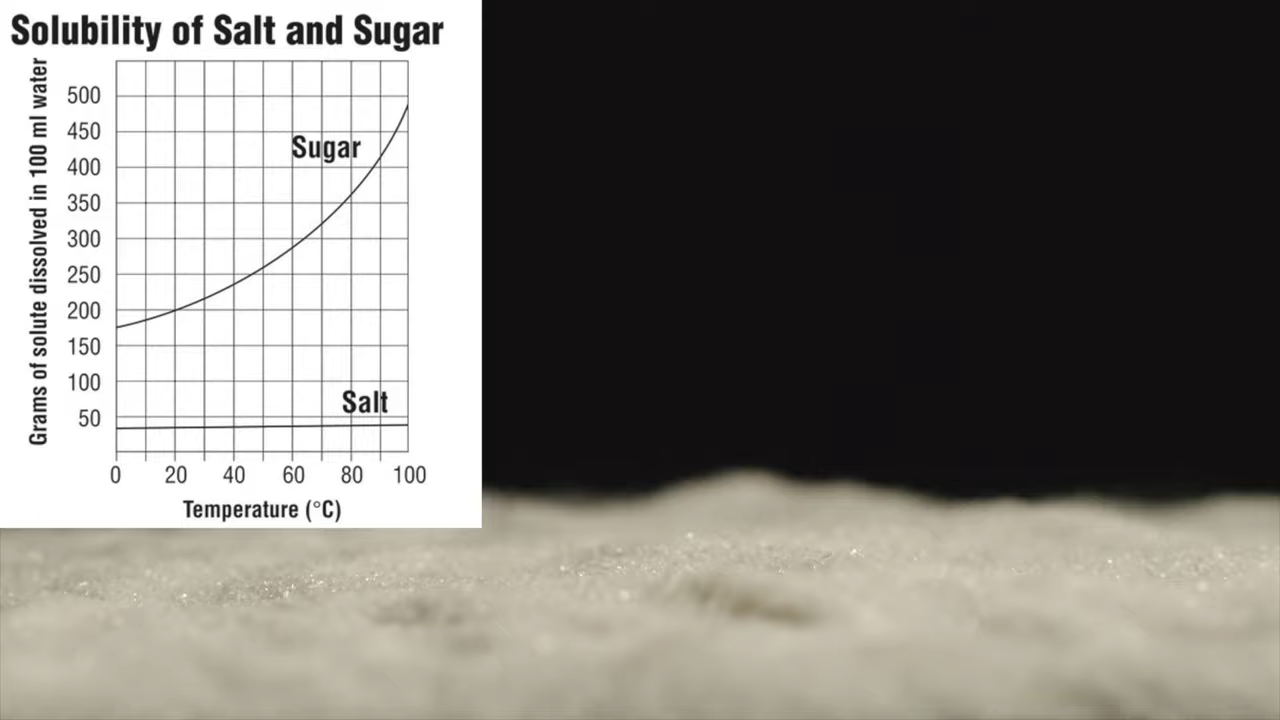 Solubility of Salt and Sugar
Grams of solute dissolved in 100 ml water
500
450
400
350
300
250
200
150
100
50
Sugar
Salt
0 20 40 60 80 100
Temperature (°C)